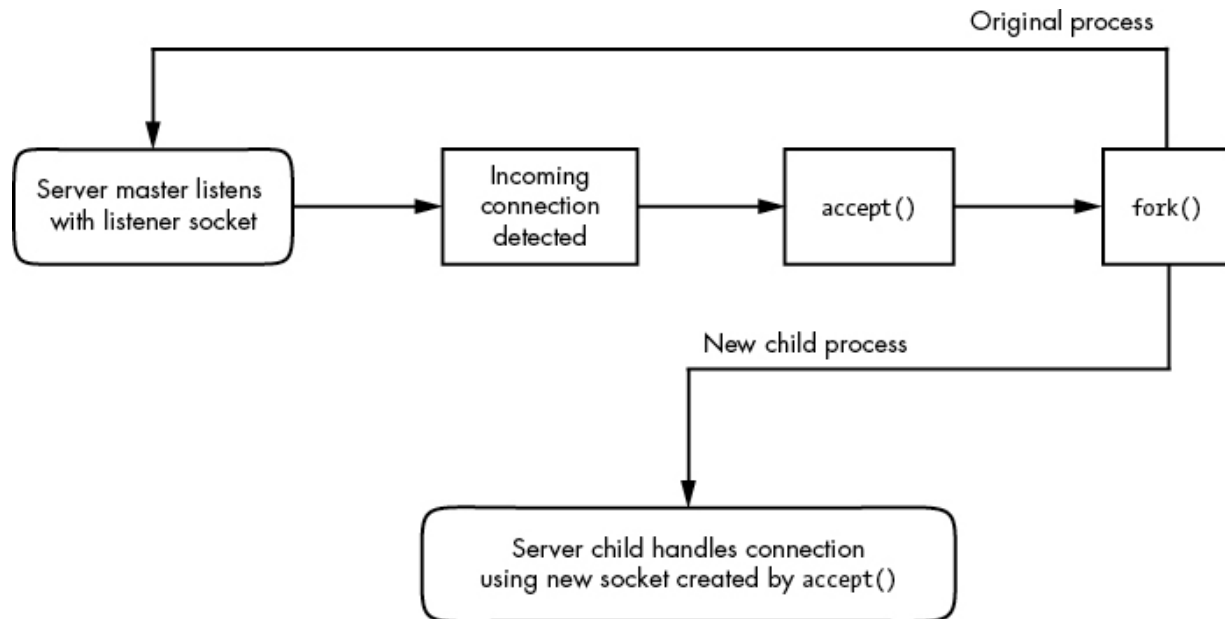 Original process
Server master listens
with listener socket
Incoming
connection
detected
accept()
fork()
New child process
Server child handles connection
using new socket created by accept()